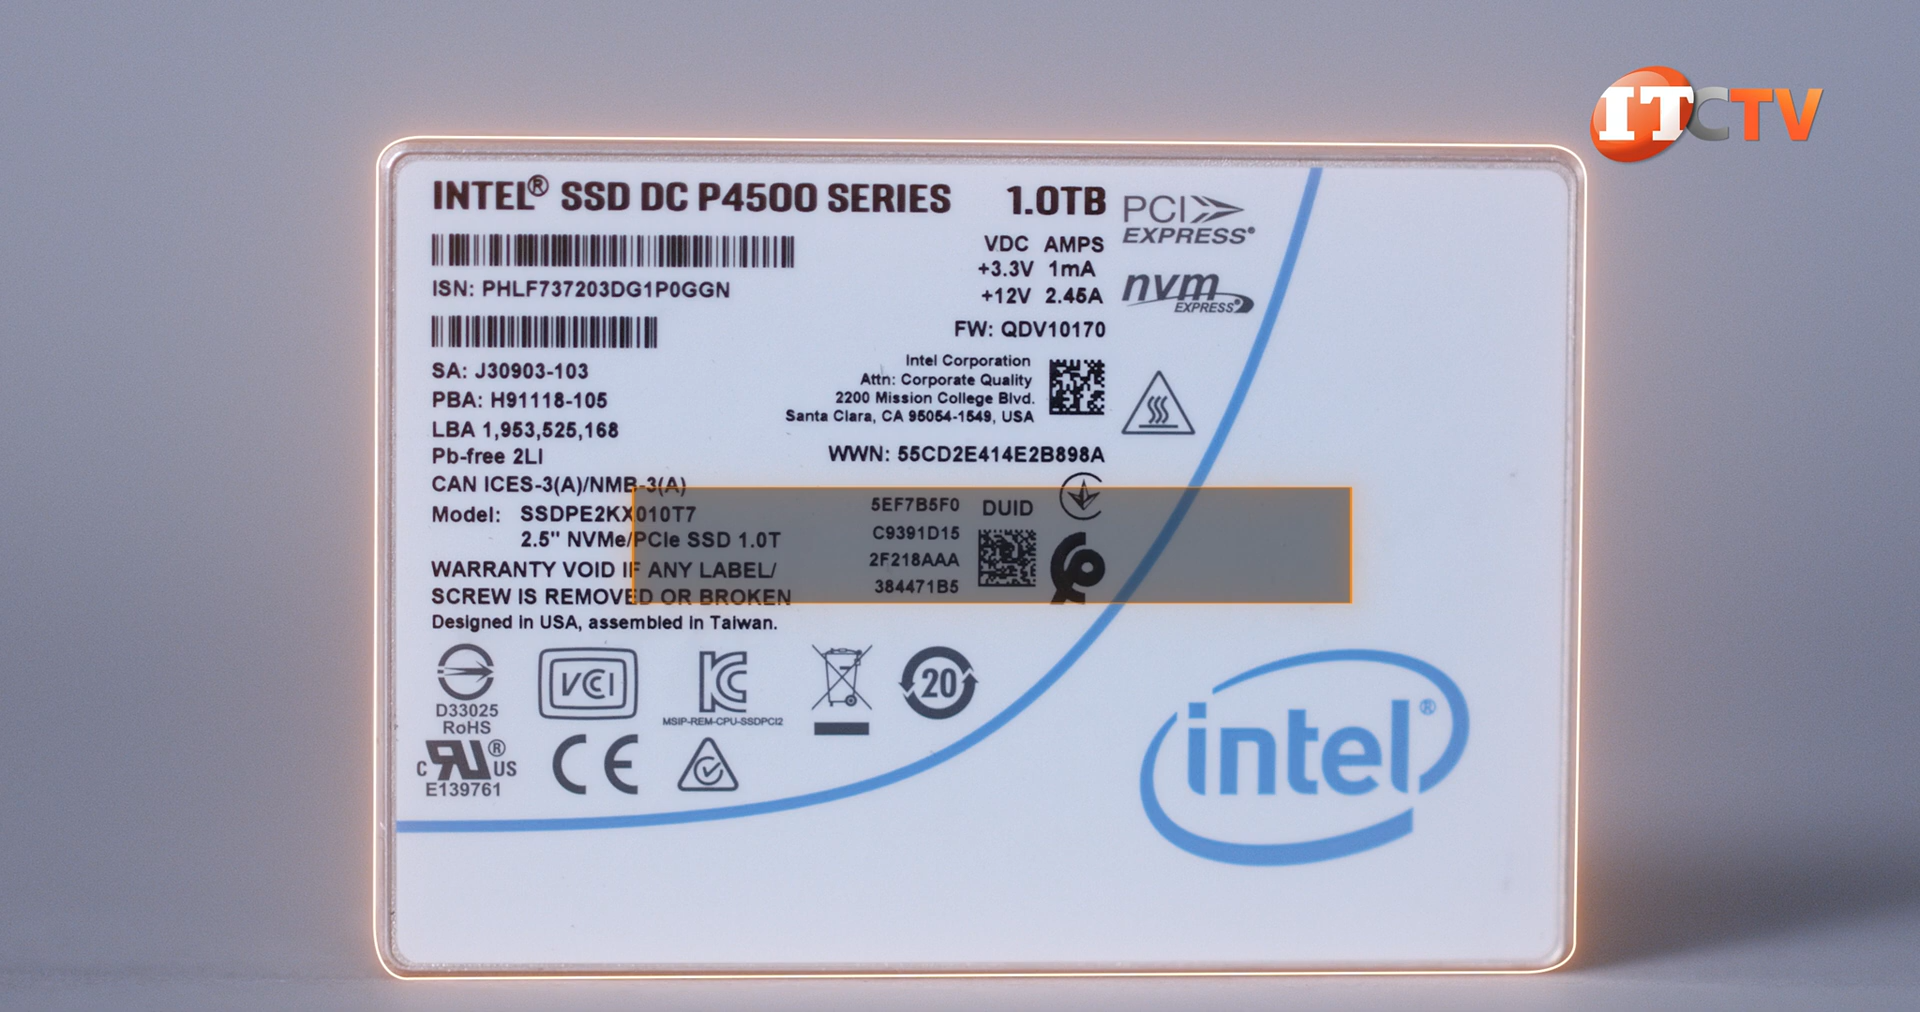 ITCTV
INTEL® SSD DC P4500 SERIES 1.0TB
PCI EXPRESS®
VDC AMPS
+3.3V 1mA
+12V 2.45A
nvm EXPRESS®
ISN: PHLF737203DG1P0GGN
FW: QDV10170
Intel Corporation
Attn: Corporate Quality
2200 Mission College Blvd.
Santa Clara, CA 95054-1549, USA
SA: J30903-103
PBA: H91118-105
LBA 1,953,525,168
Pb-free 2LI
WWN: 55CD2E414E2B898A
CAN ICES-3(A)/NMB-3(A)
Model: SSDPE2KX010T7
2.5" NVMe/PCIe SSD 1.0T
5EF7B5F0 DUID
C9391D15
2F218AAA
384471B5
WARRANTY VOID IF ANY LABEL/
SCREW IS REMOVED OR BROKEN
Designed in USA, assembled in Taiwan.
D33025
RoHS
VCI
MSIP-REM-CPU-SSDPCI2
20
c RU® US
E139761
CE
intel®